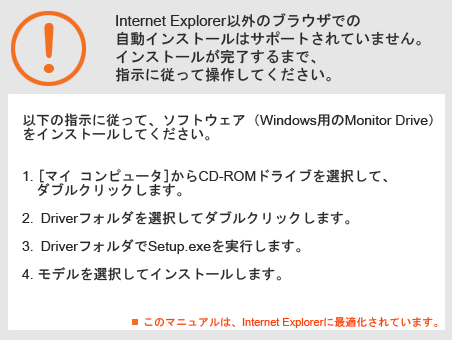 Internet Explorer以外のブラウザでの
自動インストールはサポートされていません。
インストールが完了するまで、
指示に従って操作してください。
以下の指示に従って、ソフトウェア（Windows用のMonitor Drive）
をインストールしてください。
1. [マイ コンピュータ]からCD-ROMドライブを選択して、
ダブルクリックします。
2. Driverフォルダを選択してダブルクリックします。
3. DriverフォルダでSetup.exeを実行します。
4. モデルを選択してインストールします。
■ このマニュアルは、Internet Explorerに最適化されています。